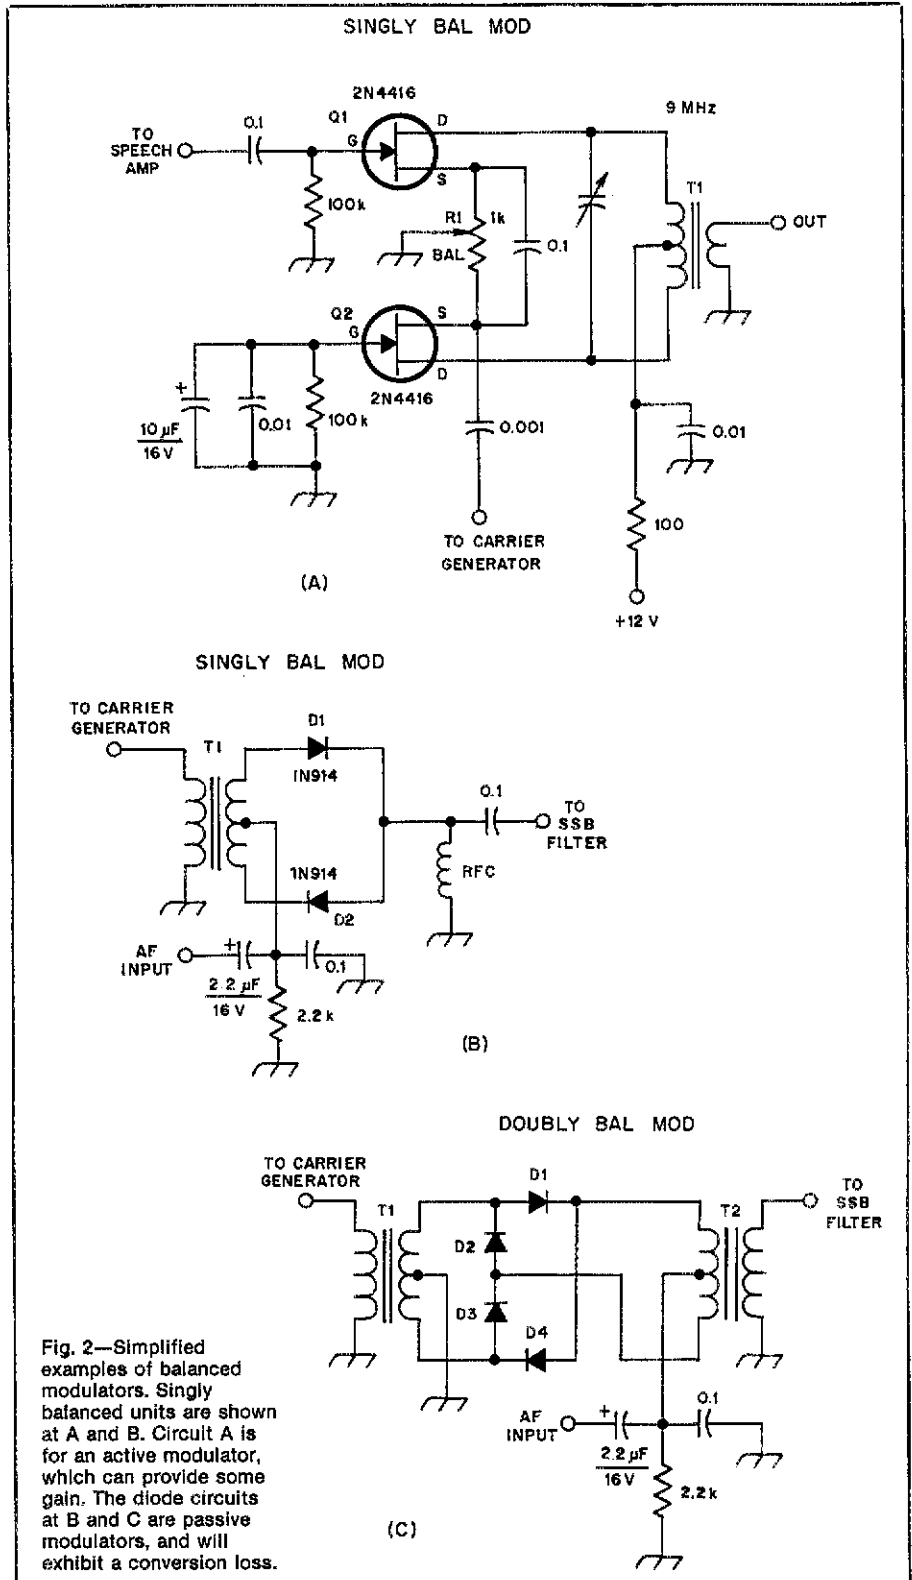 SINGLY BAL MOD
2N4416
9 MHz
Q1
D
0.1
TO
SPEECH
AMP
G
S
T1
100k
R1
1k
OUT
BAL
0.1
Q2
S
G
D
+
2N4416
10 µF
16 V
0.01
100k
0.001
0.01
TO CARRIER
GENERATOR
100
(A)
+12 V
SINGLY BAL MOD
TO CARRIER
GENERATOR
D1
T1
1N914
0.1
TO
SSB
FILTER
1N914
RFC
D2
AF
INPUT
+
0.1
2.2 µF
16 V
2.2 k
(B)
DOUBLY BAL MOD
TO CARRIER
GENERATOR
D1
TO
SSB
FILTER
T1
T2
D2
D3
D4
Fig. 2—Simplified
examples of balanced
modulators. Singly
balanced units are shown
at A and B. Circuit A is
for an active modulator,
which can provide some
gain. The diode circuits
at B and C are passive
modulators, and will
exhibit a conversion loss.
AF
INPUT
+
0.1
2.2 µF
16 V
2.2 k
(C)